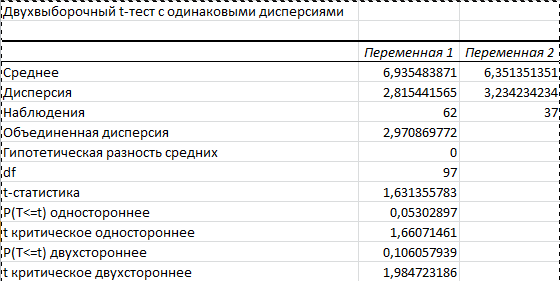 Двухвыборочный t-тест с одинаковыми дисперсиями
Переменная 1 Переменная 2
Среднее 6,935483871 6,351351351
Дисперсия 2,815441565 3,234234234
Наблюдения 62 37
Объединенная дисперсия 2,970869772
Гипотетическая разность средних 0
df 97
t-статистика 1,631355783
P(T<=t) одностороннее 0,05302897
t критическое одностороннее 1,66071461
P(T<=t) двухстороннее 0,106057939
t критическое двухстороннее 1,984723186